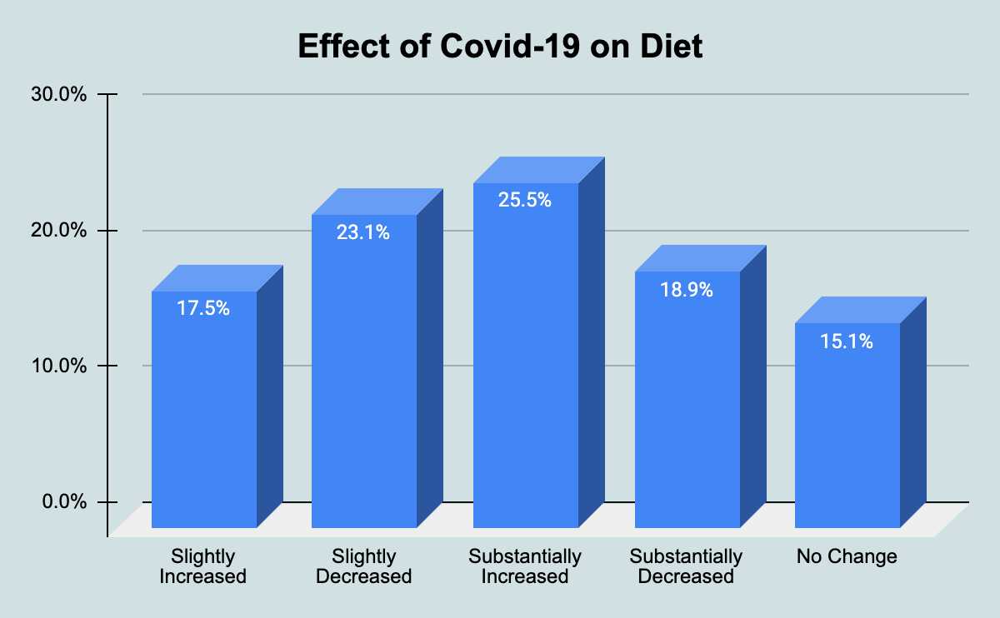 Effect of Covid-19 on Diet
30.0%
20.0%
10.0%
0.0%
17.5%
23.1%
25.5%
18.9%
15.1%
Slightly
Increased
Slightly
Decreased
Substantially
Increased
Substantially
Decreased
No Change